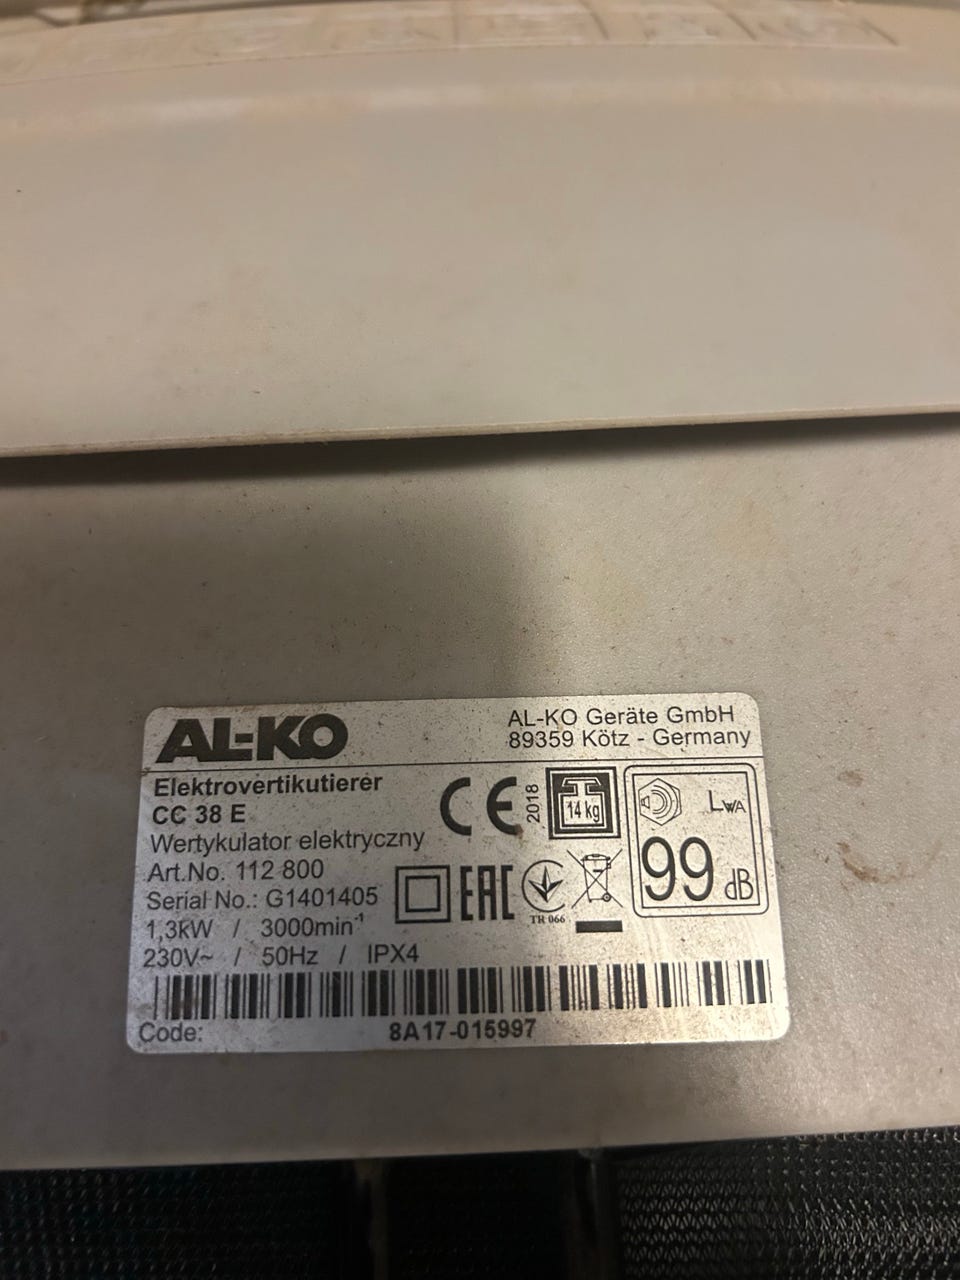 AL-KO
AL-KO Geräte GmbH
89359 Kötz - Germany
Elektrovertikutierer
CC 38 E
Wertykulator elektryczny
Art.No. 112 800
Serial No.: G1401405
1,3kW / 3000min⁻¹
230V~ / 50Hz / IPX4
CE
2018
14 kg
EAC
TR 066
LWA
99 dB
Code: 8A17-015997